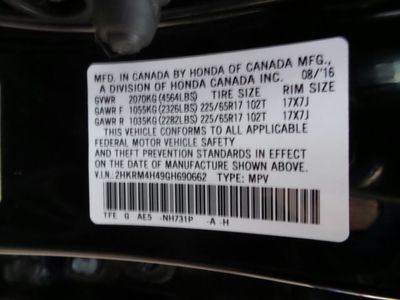 MFD. IN CANADA BY HONDA OF CANADA MFG.,
A DIVISION OF HONDA CANADA INC. 08/'16
GVWR 2070KG (4564LBS) TIRE SIZE RIM SIZE
GAWR F 1055KG (2326LBS) 225/65R17 102T 17X7J
GAWR R 1035KG (2282LBS) 225/65R17 102T 17X7J
THIS VEHICLE CONFORMS TO ALL APPLICABLE
FEDERAL MOTOR VEHICLE SAFETY
AND THEFT PREVENTION STANDARDS IN EFFECT
ON THE DATE OF MANUFACTURE SHOWN ABOVE.
V.I.N.: 2HKRM4H49GH690662 TYPE: MPV
TFE G AE5 -NH731P -A -H